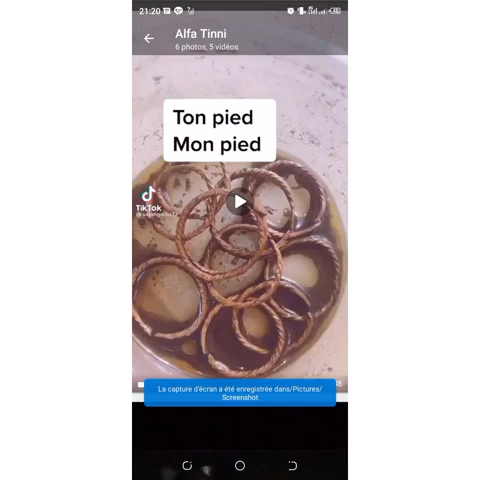 21:20
Alfa Tinni
6 photos, 5 vidéos
Ton pied
Mon pied
TikTok
La capture d'écran a été enregistrée dans/Pictures/
Screenshot